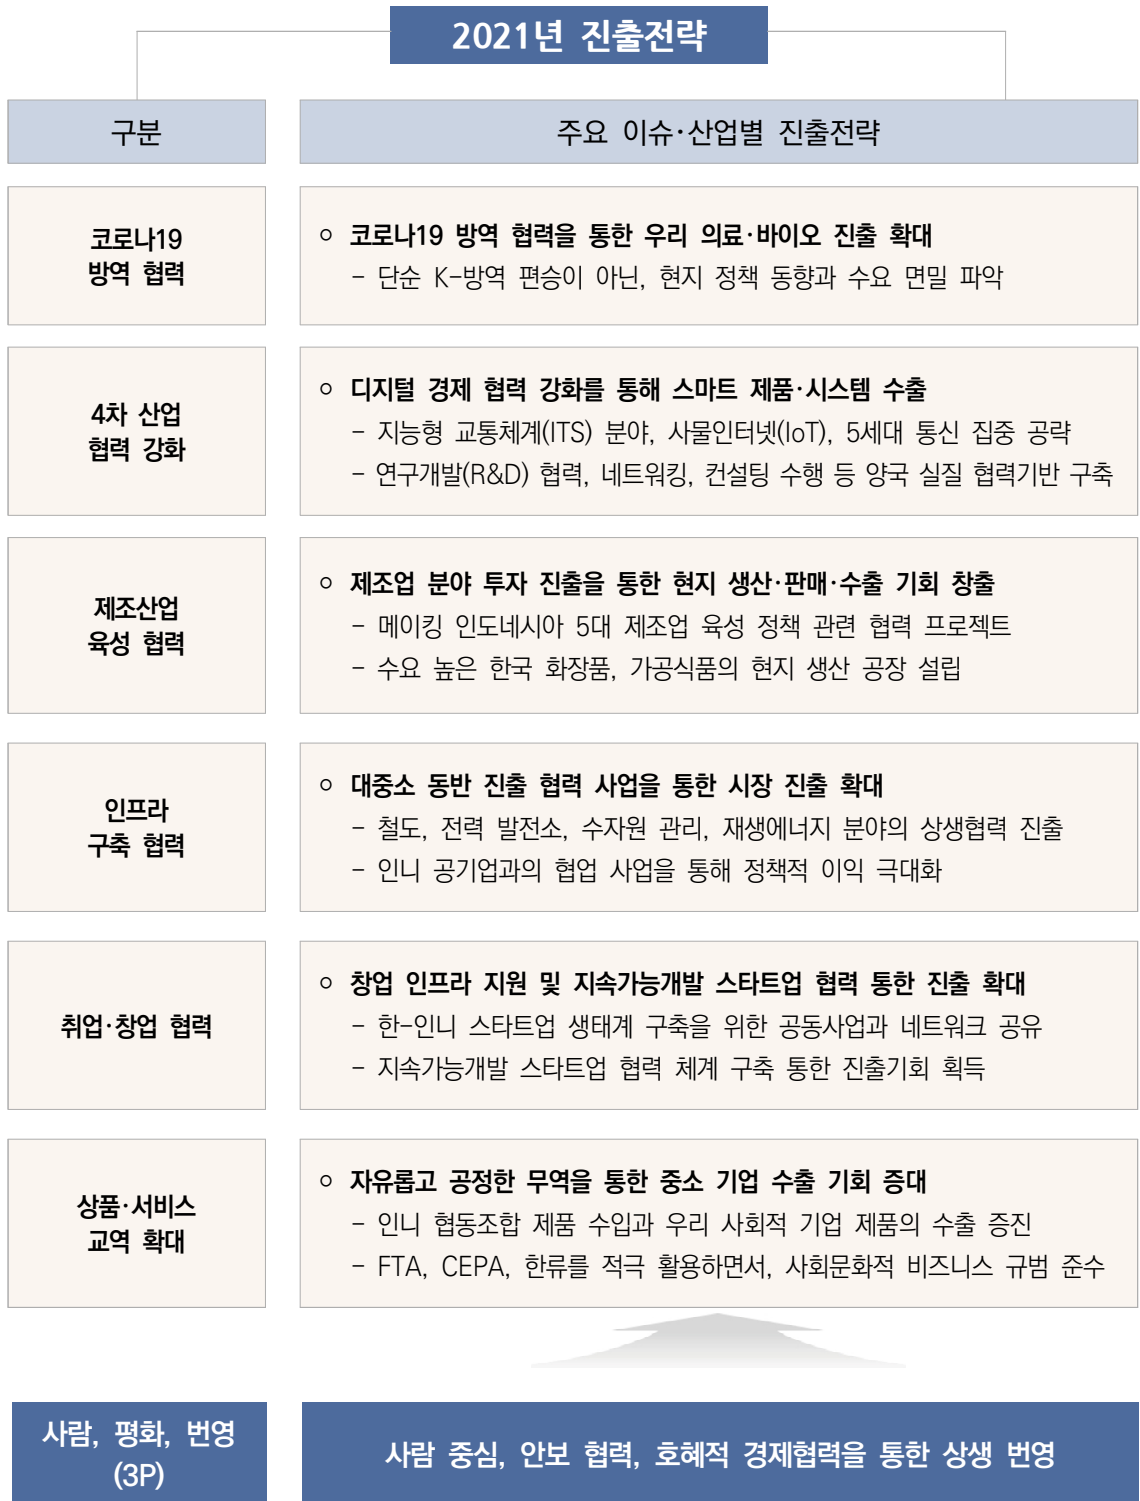 2021년 진출전략
구분
주요 이슈·산업별 진출전략
코로나19
방역 협력
○ 코로나19 방역 협력을 통한 우리 의료·바이오 진출 확대
- 단순 K-방역 편승이 아닌, 현지 정책 동향과 수요 면밀 파악
4차 산업
협력 강화
○ 디지털 경제 협력 강화를 통해 스마트 제품·시스템 수출
- 지능형 교통체계(ITS) 분야, 사물인터넷(IoT), 5세대 통신 집중 공략
- 연구개발(R&D) 협력, 네트워킹, 컨설팅 수행 등 양국 실질 협력기반 구축
제조산업
육성 협력
○ 제조업 분야 투자 진출을 통한 현지 생산·판매·수출 기회 창출
- 메이킹 인도네시아 5대 제조업 육성 정책 관련 협력 프로젝트
- 수요 높은 한국 화장품, 가공식품의 현지 생산 공장 설립
인프라
구축 협력
○ 대중소 동반 진출 협력 사업을 통한 시장 진출 확대
- 철도, 전력 발전소, 수자원 관리, 재생에너지 분야의 상생협력 진출
- 인니 공기업과의 협업 사업을 통해 정책적 이익 극대화
취업·창업 협력
○ 창업 인프라 지원 및 지속가능개발 스타트업 협력 통한 진출 확대
- 한-인니 스타트업 생태계 구축을 위한 공동사업과 네트워크 공유
- 지속가능개발 스타트업 협력 체계 구축 통한 진출기회 획득
상품·서비스
교역 확대
○ 자유롭고 공정한 무역을 통한 중소 기업 수출 기회 증대
- 인니 협동조합 제품 수입과 우리 사회적 기업 제품의 수출 증진
- FTA, CEPA, 한류를 적극 활용하면서, 사회문화적 비즈니스 규범 준수
사람, 평화, 번영
(3P)
사람 중심, 안보 협력, 호혜적 경제협력을 통한 상생 번영